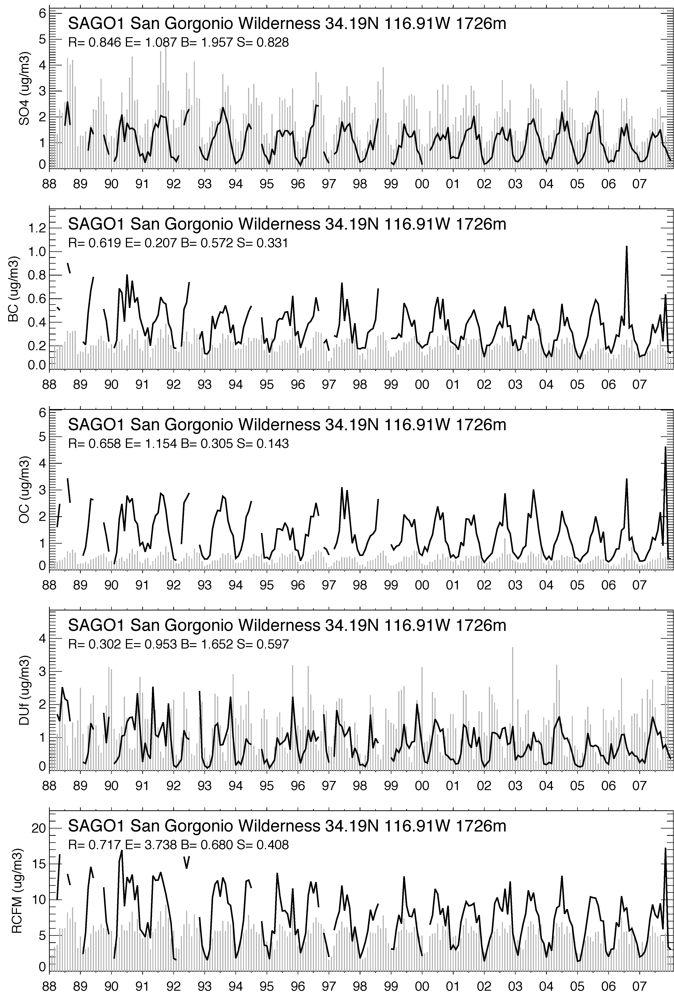 SAGO1 San Gorgonio Wilderness 34.19N 116.91W 1726m
R= 0.846 E= 1.087 B= 1.957 S= 0.828
SO4 (ug/m3)
6
5
4
3
2
1
0
88 89 90 91 92 93 94 95 96 97 98 99 00 01 02 03 04 05 06 07
SAGO1 San Gorgonio Wilderness 34.19N 116.91W 1726m
R= 0.619 E= 0.207 B= 0.572 S= 0.331
BC (ug/m3)
1.2
1.0
0.8
0.6
0.4
0.2
0.0
88 89 90 91 92 93 94 95 96 97 98 99 00 01 02 03 04 05 06 07
SAGO1 San Gorgonio Wilderness 34.19N 116.91W 1726m
R= 0.658 E= 1.154 B= 0.305 S= 0.143
OC (ug/m3)
6
5
4
3
2
1
0
88 89 90 91 92 93 94 95 96 97 98 99 00 01 02 03 04 05 06 07
SAGO1 San Gorgonio Wilderness 34.19N 116.91W 1726m
R= 0.302 E= 0.953 B= 1.652 S= 0.597
DUf (ug/m3)
4
3
2
1
0
88 89 90 91 92 93 94 95 96 97 98 99 00 01 02 03 04 05 06 07
SAGO1 San Gorgonio Wilderness 34.19N 116.91W 1726m
R= 0.717 E= 3.738 B= 0.680 S= 0.408
RCFM (ug/m3)
20
15
10
5
0
88 89 90 91 92 93 94 95 96 97 98 99 00 01 02 03 04 05 06 07